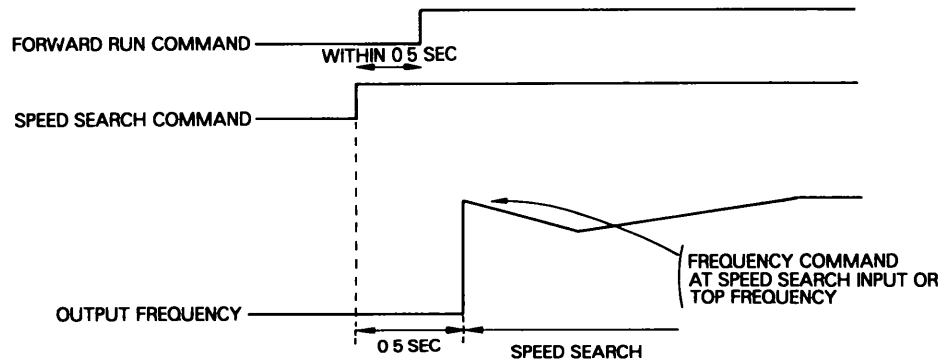 FORWARD RUN COMMAND
WITHIN 0 5 SEC
SPEED SEARCH COMMAND
FREQUENCY COMMAND
AT SPEED SEARCH INPUT OR
TOP FREQUENCY
OUTPUT FREQUENCY
0 5 SEC
SPEED SEARCH